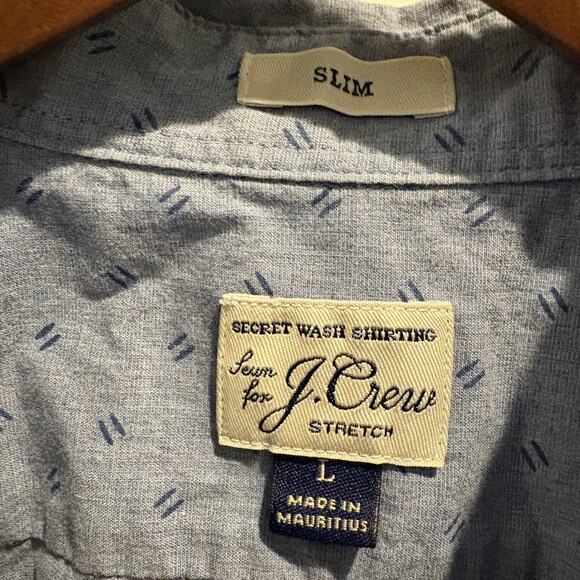 SLIM
SECRET WASH SHIRTING
Sewn for J.Crew
STRETCH
L
MADE IN
MAURITIUS